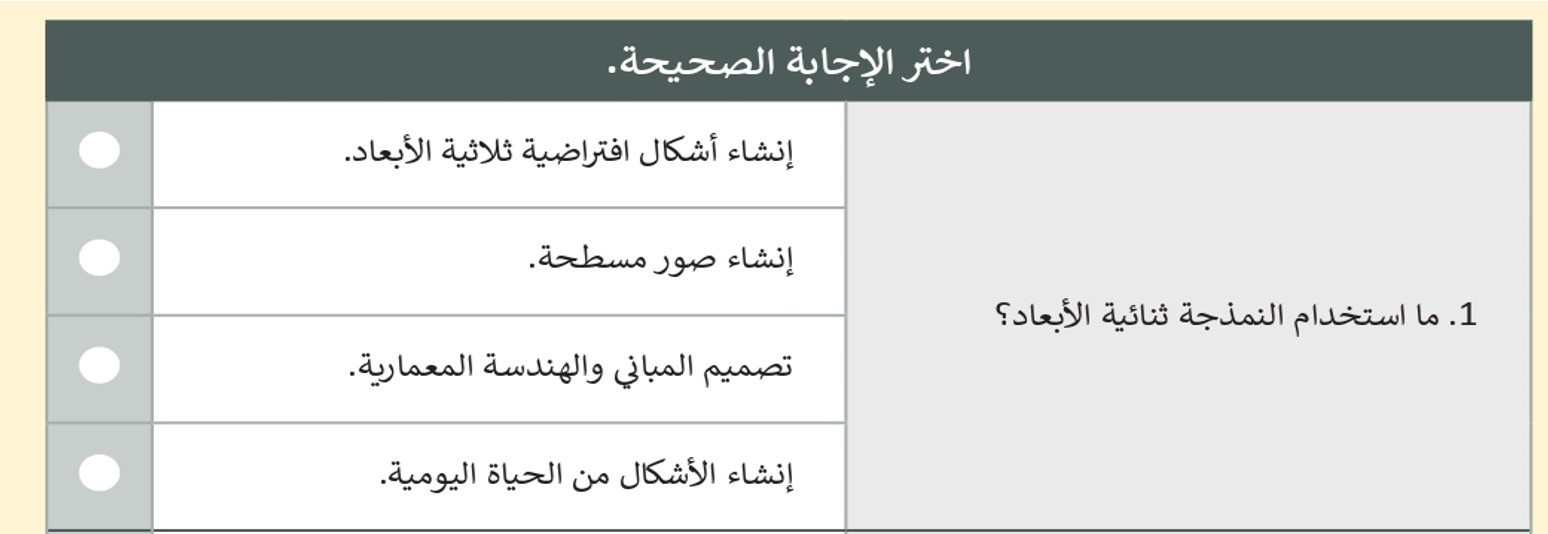 اختر الإجابة الصحيحة.
1. ما استخدام النمذجة ثنائية الأبعاد؟
إنشاء أشكال افتراضية ثلاثية الأبعاد.
إنشاء صور مسطحة.
تصميم المباني والهندسة المعمارية.
إنشاء الأشكال من الحياة اليومية.